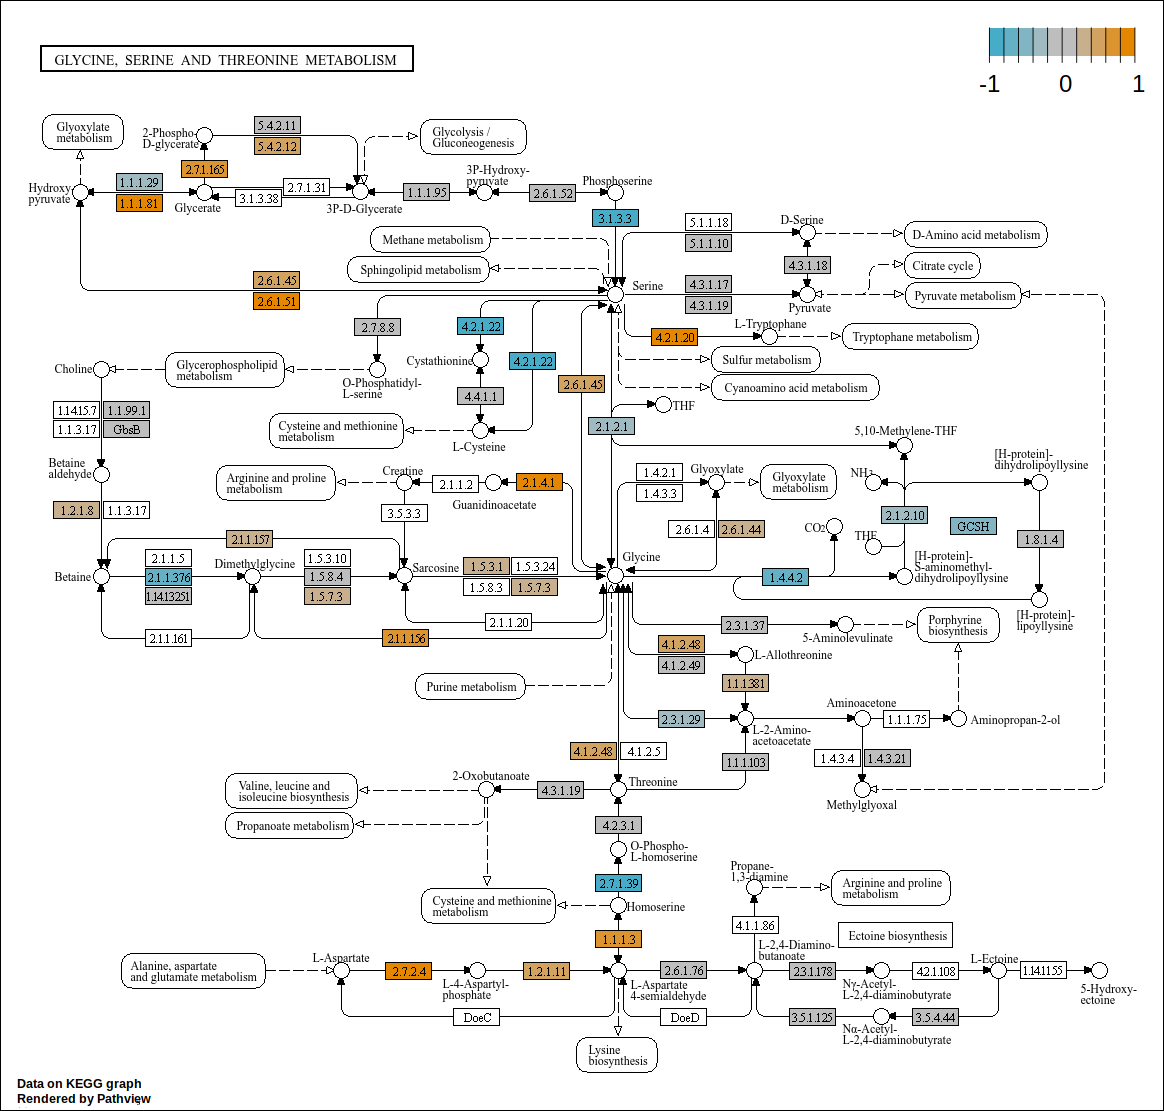 GLYCINE, SERINE AND THREONINE METABOLISM
-1
0
1
Glyoxylate
metabolism
2-Phospho-
D-glycerate
5.4.2.11
5.4.2.12
Glycolysis /
Gluconeogenesis
2.7.1.165
3P-Hydroxy-
pyruvate
Phosphoserine
Hydroxy
pyruvate
1.1.1.29
1.1.1.81
Glycerate
2.7.1.31
3.1.3.38
3P-D-Glycerate
1.1.1.95
2.6.1.52
3.1.3.3
5.1.1.18
5.1.1.10
D-Serine
D-Amino acid metabolism
Methane metabolism
Sphingolipid metabolism
4.3.1.18
Citrate cycle
2.6.1.45
2.6.1.51
Serine
4.3.1.17
4.3.1.19
Pyruvate
Pyruvate metabolism
2.7.8.8
4.2.1.22
4.2.1.20
L-Tryptophane
Tryptophane metabolism
Choline
Glycerophospholipid
metabolism
O-Phosphatidyl-
L-serine
Cystathionine
4.2.1.22
Sulfur metabolism
2.6.1.45
Cyanoamino acid metabolism
4.4.1.1
THF
1.14.15.7
1.1.99.1
1.1.3.17
GbsB
Cysteine and methionine
metabolism
L-Cysteine
2.1.2.1
5,10-Methylene-THF
Betaine
aldehyde
Arginine and proline
metabolism
Creatine
2.1.1.2
Guanidinoacetate
2.1.4.1
1.4.2.1
1.4.3.3
Glyoxylate
Glyoxylate
metabolism
NH3
[H-protein]-
dihydrolipoyllysine
1.2.1.8
1.1.3.17
3.5.3.3
2.6.1.4
2.6.1.44
CO2
2.1.2.10
GCSH
1.8.1.4
THF
2.1.1.157
2.1.1.5
2.1.1.376
1.14.13.251
Betaine
Dimethylglycine
1.5.3.10
1.5.8.4
1.5.7.3
Sarcosine
1.5.3.1
1.5.3.24
1.5.8.3
1.5.7.3
Glycine
1.4.4.2
[H-protein]-
S-aminomethyl-
dihydrolipoyllysine
[H-protein]-
lipoyllysine
2.1.1.20
2.1.1.161
2.1.1.156
2.3.1.37
5-Aminolevulinate
Porphyrine
biosynthesis
4.1.2.48
4.1.2.49
L-Allothreonine
1.1.1.381
Purine metabolism
2.3.1.29
L-2-Amino-
acetoacetate
Aminoacetone
1.1.1.75
Aminopropan-2-ol
4.1.2.48
4.1.2.5
1.1.1.103
1.4.3.4
1.4.3.21
Methylglyoxal
Valine, leucine and
isoleucine biosynthesis
2-Oxobutanoate
4.3.1.19
Threonine
Propanoate metabolism
4.2.3.1
O-Phospho-
L-homoserine
2.7.1.39
Cysteine and methionine
metabolism
Homoserine
Propane-
1,3-diamine
Arginine and proline
metabolism
4.1.1.86
Ectoine biosynthesis
1.1.1.3
Alanine, aspartate
and glutamate metabolism
L-Aspartate
2.7.2.4
L-4-Aspartyl-
phosphate
1.2.1.11
L-Aspartate
4-semialdehyde
2.6.1.76
L-2,4-Diamino-
butanoate
2.3.1.178
Nγ-Acetyl-
L-2,4-diaminobutyrate
4.2.1.108
L-Ectoine
1.14.11.55
5-Hydroxy-
ectoine
DoeC
DoeD
3.5.1.125
Nα-Acetyl-
L-2,4-diaminobutyrate
3.5.4.44
Lysine
biosynthesis
Data on KEGG graph
Rendered by Pathview